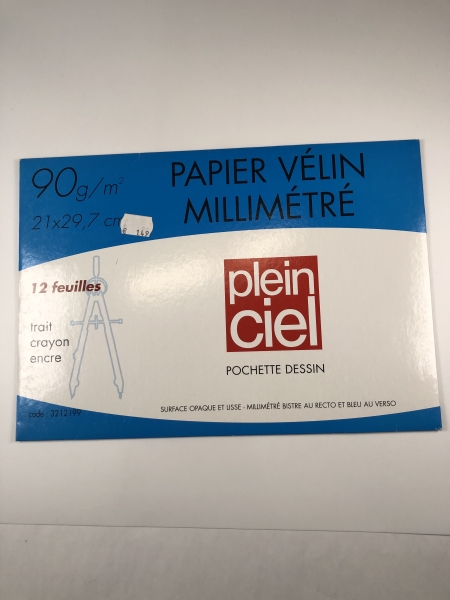 90g/m²
21x29,7 cm
PAPIER VÉLIN
MILLIMÉTRÉ
12 feuilles
trait
crayon
encre
plein
ciel
POCHETTE DESSIN
SURFACE OPAQUE ET LISSE - MILLIMÉTRÉ BISTRE AU RECTO ET BLEU AU VERSO
code : 3212199